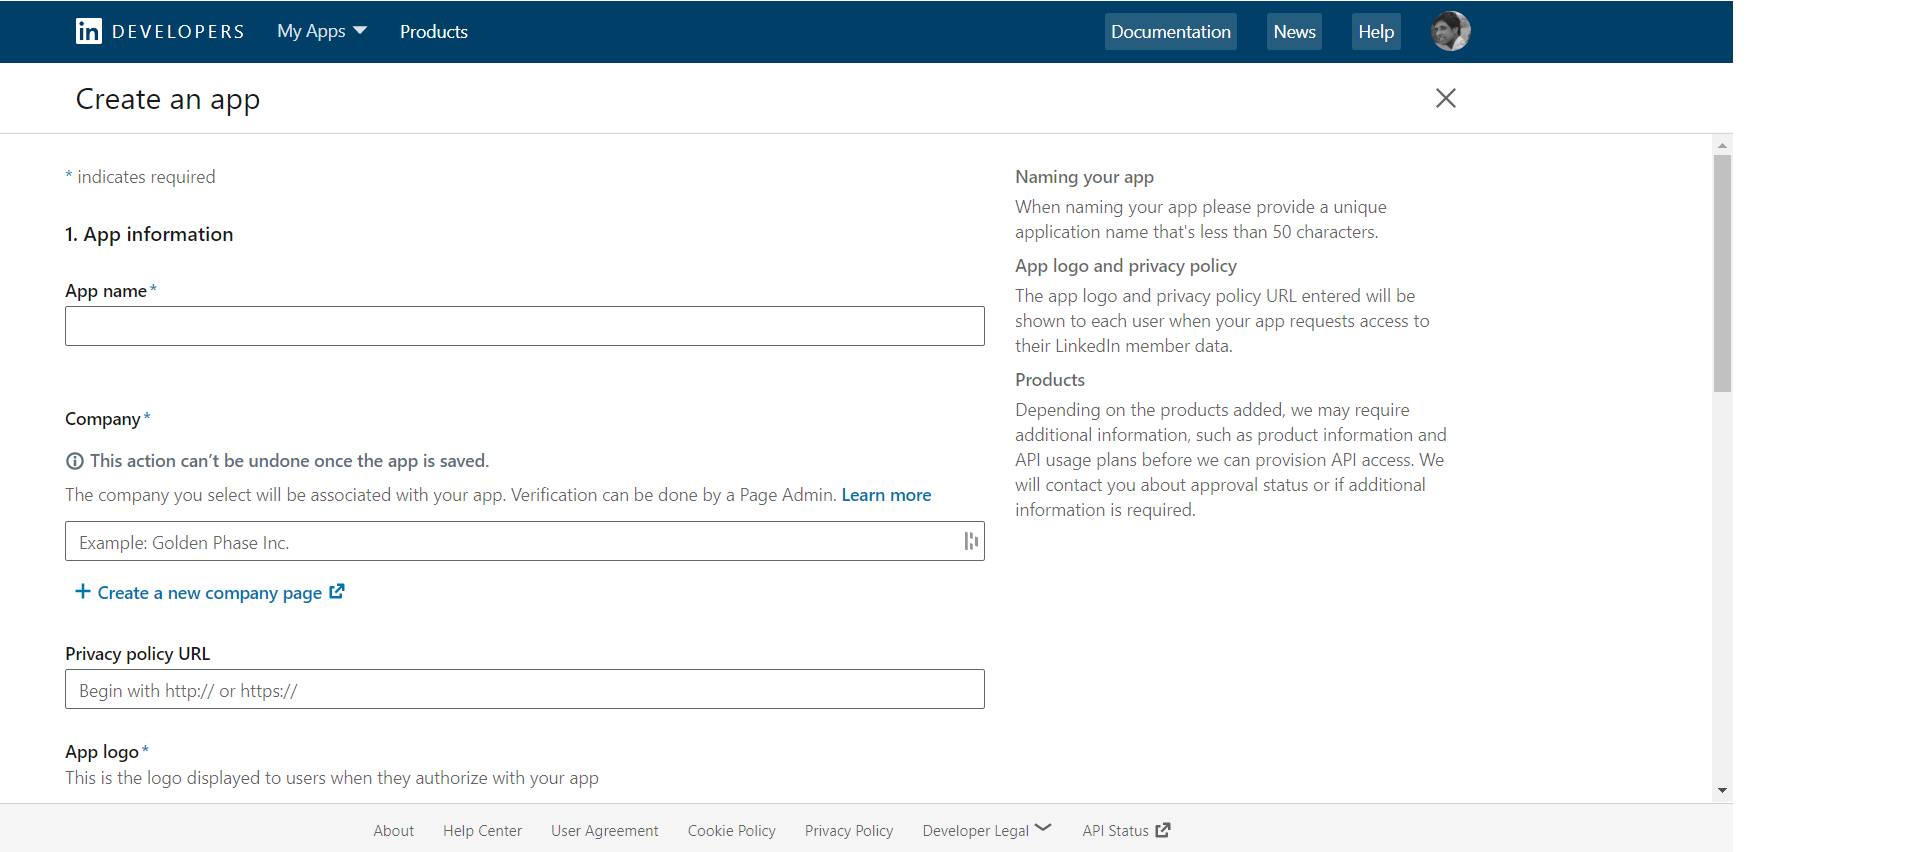 in DEVELOPERS My Apps Products Documentation News Help
Create an app
* indicates required
1. App information
App name*
Company*
This action can't be undone once the app is saved.
The company you select will be associated with your app. Verification can be done by a Page Admin. Learn more
Example: Golden Phase Inc.
+ Create a new company page
Privacy policy URL
Begin with http:// or https://
App logo*
This is the logo displayed to users when they authorize with your app
Naming your app
When naming your app please provide a unique
application name that's less than 50 characters.
App logo and privacy policy
The app logo and privacy policy URL entered will be
shown to each user when your app requests access to
their LinkedIn member data.
Products
Depending on the products added, we may require
additional information, such as product information and
API usage plans before we can provision API access. We
will contact you about approval status or if additional
information is required.
About Help Center User Agreement Cookie Policy Privacy Policy Developer Legal API Status